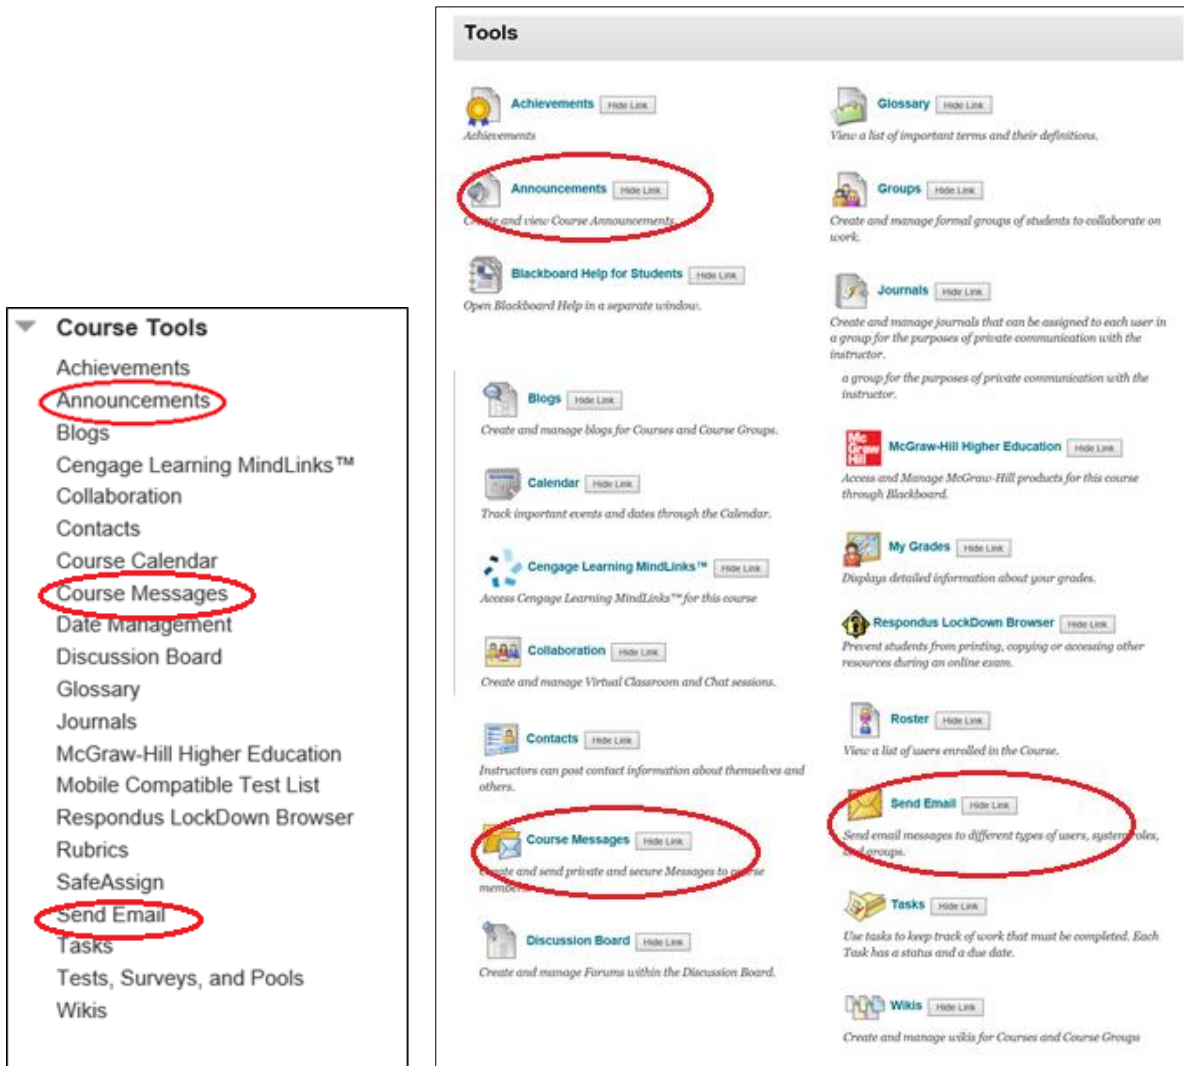 Course Tools
Achievements
Announcements
Blogs
Cengage Learning MindLinks™
Collaboration
Contacts
Course Calendar
Course Messages
Date Management
Discussion Board
Glossary
Journals
McGraw-Hill Higher Education
Mobile Compatible Test List
Respondus LockDown Browser
Rubrics
SafeAssign
Send Email
Tasks
Tests, Surveys, and Pools
Wikis
Tools
Achievements Hide Link
Achievements
Announcements Hide Link
Create and view Course Announcements.
Blackboard Help for Students Hide Link
Open Blackboard Help in a separate window.
Blogs Hide Link
Create and manage blogs for Courses and Course Groups.
Calendar Hide Link
Track important events and dates through the Calendar.
Cengage Learning MindLinks™ Hide Link
Access Cengage Learning MindLinks™ for this course
Collaboration Hide Link
Create and manage Virtual Classroom and Chat sessions.
Contacts Hide Link
Instructors can post contact information about themselves and
others.
Course Messages Hide Link
Create and send private and secure Messages to course
members.
Discussion Board Hide Link
Create and manage Forums within the Discussion Board.
Glossary Hide Link
View a list of important terms and their definitions.
Groups Hide Link
Create and manage formal groups of students to collaborate on
work.
Journals Hide Link
Create and manage journals that can be assigned to each user in
a group for the purposes of private communication with the
instructor.
a group for the purposes of private communication with the
instructor.
Mc
Graw
Hill
McGraw-Hill Higher Education Hide Link
Access and Manage McGraw-Hill products for this course
through Blackboard.
My Grades Hide Link
Displays detailed information about your grades.
Respondus LockDown Browser Hide Link
Prevent students from printing, copying or accessing other
resources during an online exam.
Roster Hide Link
View a list of users enrolled in the Course.
Send Email Hide Link
Send email messages to different types of users, system roles,
and groups.
Tasks Hide Link
Use tasks to keep track of work that must be completed. Each
Task has a status and a due date.
Wikis Hide Link
Create and manage wikis for Courses and Course Groups